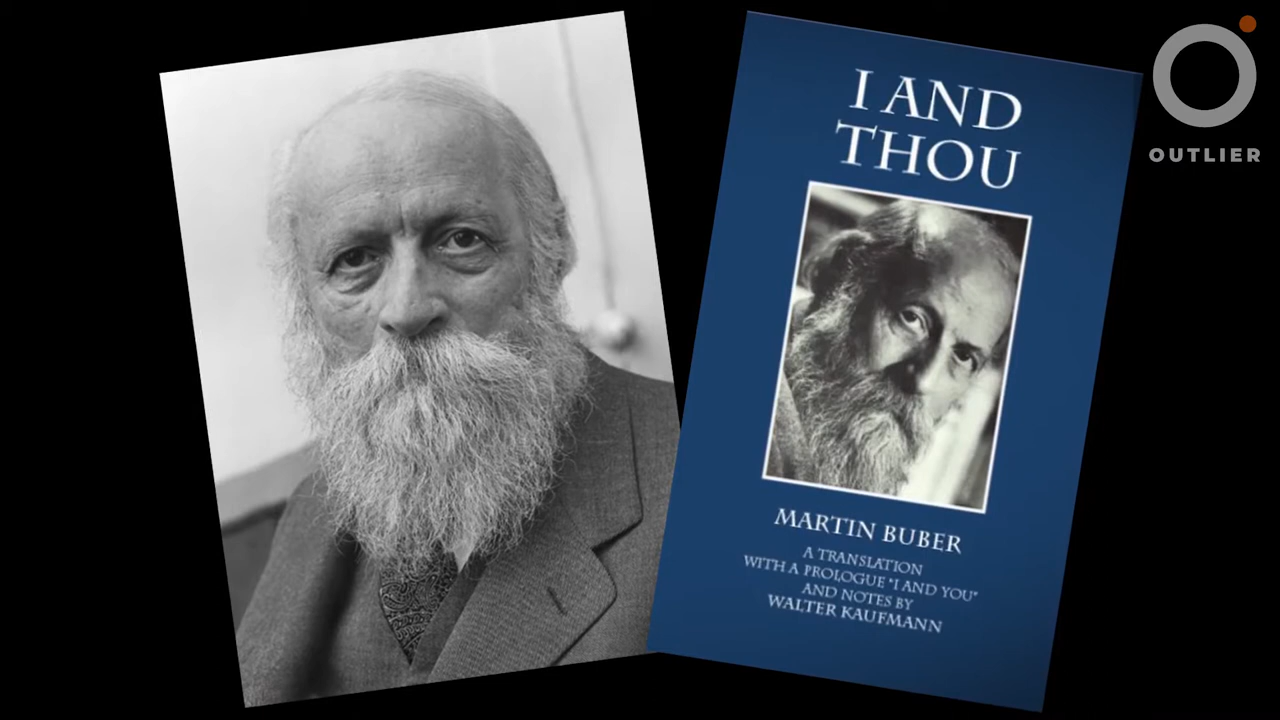 I AND
THOU
MARTIN BUBER
A TRANSLATION
WITH A PROLOGUE "I AND YOU"
AND NOTES BY
WALTER KAUFMANN
OUTLIER